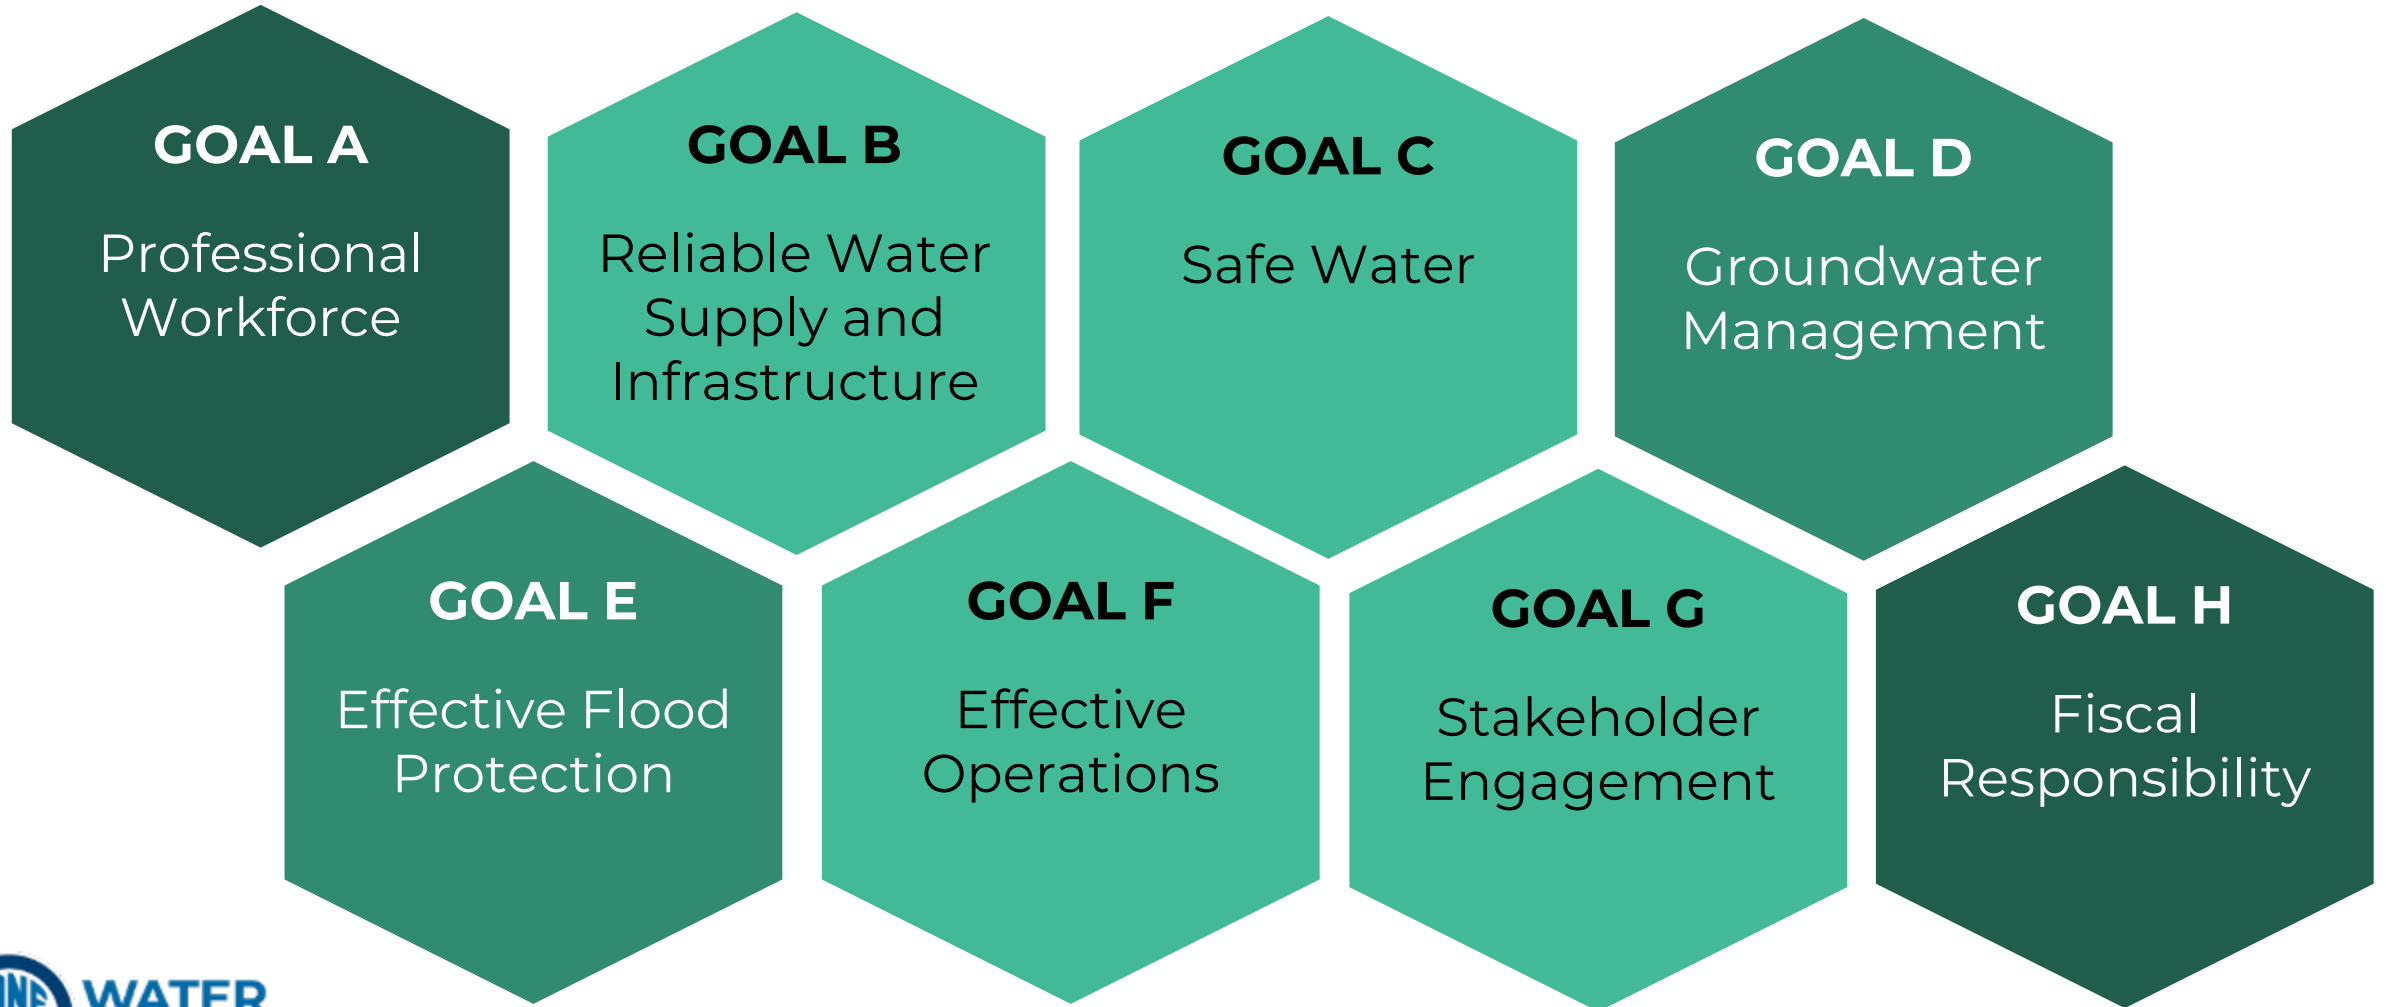 GOAL A
Professional
Workforce
GOAL B
Reliable Water
Supply and
Infrastructure
GOAL C
Safe Water
GOAL D
Groundwater
Management
GOAL E
Effective Flood
Protection
GOAL F
Effective
Operations
GOAL G
Stakeholder
Engagement
GOAL H
Fiscal
Responsibility
WATER